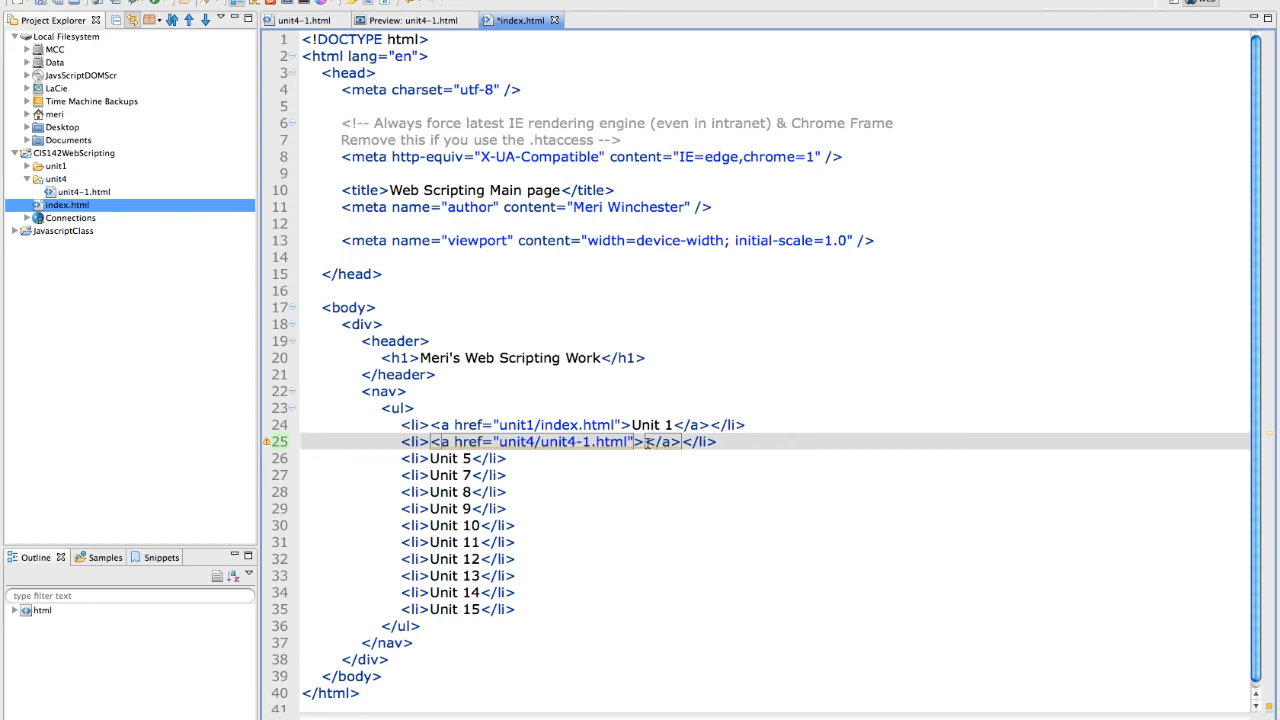 unit4-1.html
Preview: unit4-1.html
*index.html
Web
Project Explorer
Local Filesystem
MCC
Data
JavsScriptDOMScr
LaCie
Time Machine Backups
meri
Desktop
Documents
CIS142WebScripting
unit1
unit4
unit4-1.html
index.html
Connections
JavascriptClass
Outline
Samples
Snippets
type filter text
html
1 <!DOCTYPE html>
2 <html lang="en">
3 <head>
4 <meta charset="utf-8" />
5
6 <!-- Always force latest IE rendering engine (even in intranet) & Chrome Frame
7 Remove this if you use the .htaccess -->
8 <meta http-equiv="X-UA-Compatible" content="IE=edge,chrome=1" />
9
10 <title>Web Scripting Main page</title>
11 <meta name="author" content="Meri Winchester" />
12
13 <meta name="viewport" content="width=device-width; initial-scale=1.0" />
14
15 </head>
16
17 <body>
18 <div>
19 <header>
20 <h1>Meri's Web Scripting Work</h1>
21 </header>
22 <nav>
23 <ul>
24 <li><a href="unit1/index.html">Unit 1</a></li>
25 <li><a href="unit4/unit4-1.html"></a></li>
26 <li>Unit 5</li>
27 <li>Unit 7</li>
28 <li>Unit 8</li>
29 <li>Unit 9</li>
30 <li>Unit 10</li>
31 <li>Unit 11</li>
32 <li>Unit 12</li>
33 <li>Unit 13</li>
34 <li>Unit 14</li>
35 <li>Unit 15</li>
36 </ul>
37 </nav>
38 </div>
39 </body>
40 </html>
41